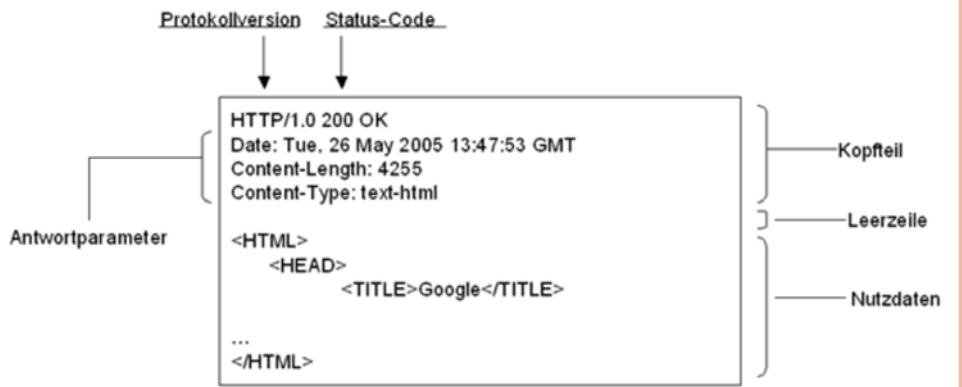 Protokollversion Status-Code
HTTP/1.0 200 OK
Date: Tue, 26 May 2005 13:47:53 GMT
Content-Length: 4255
Content-Type: text-html
Kopfteil
Antwortparameter
Leerzeile
<HTML>
<HEAD>
<TITLE>Google</TITLE>
Nutzdaten
...
</HTML>